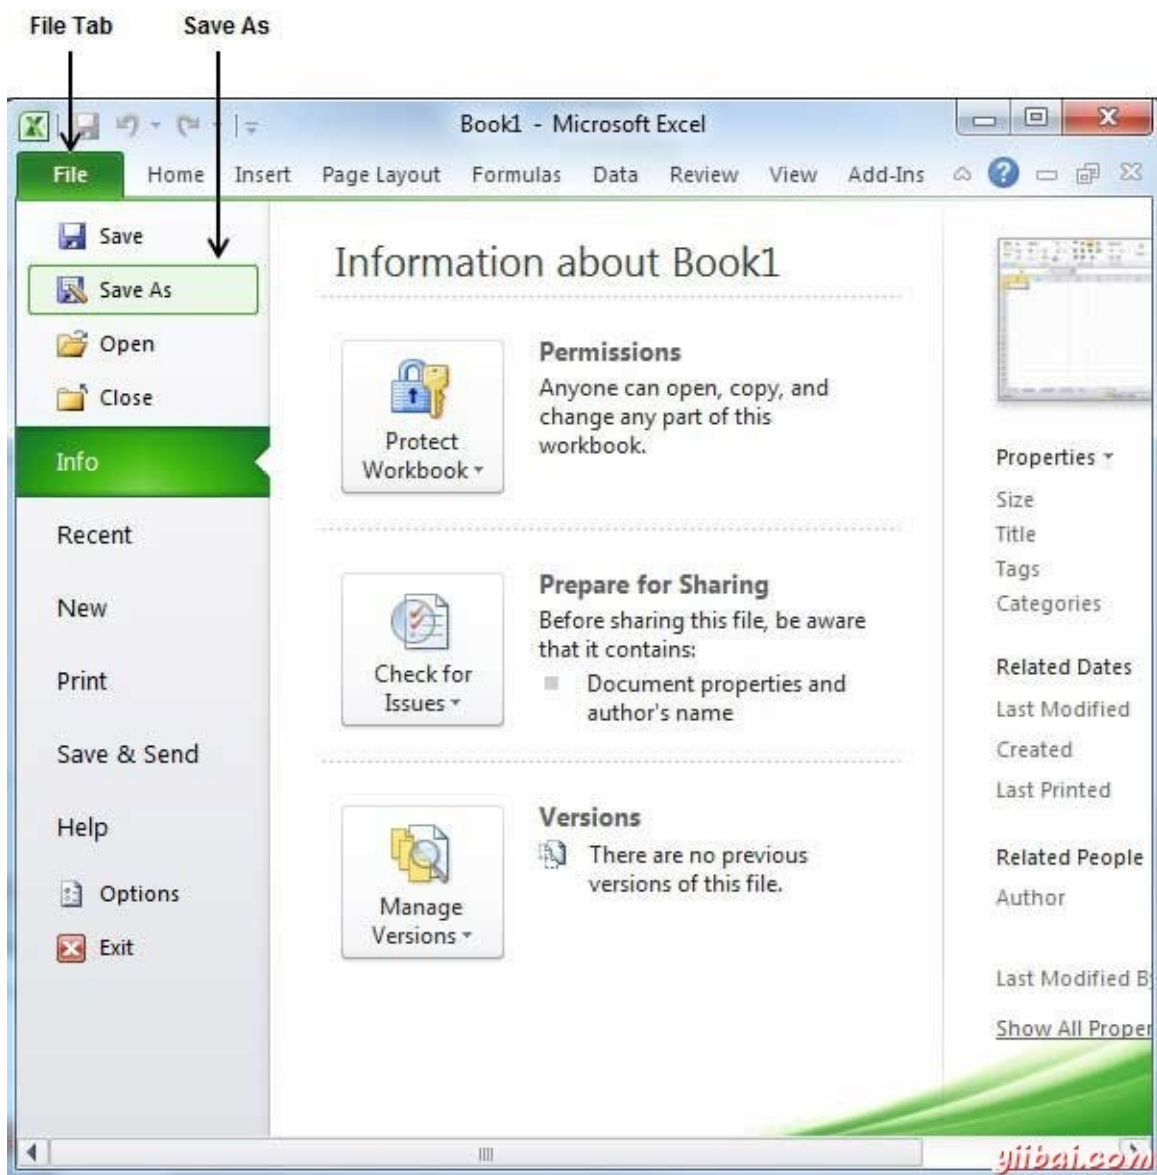 File Tab Save As
Book1 - Microsoft Excel
File Home Insert Page Layout Formulas Data Review View Add-Ins
Save
Save As
Open
Close
Info
Recent
New
Print
Save & Send
Help
Options
Exit
Information about Book1
Protect
Workbook
Permissions
Anyone can open, copy, and
change any part of this
workbook.
Check for
Issues
Prepare for Sharing
Before sharing this file, be aware
that it contains:
Document properties and
author's name
Manage
Versions
Versions
There are no previous
versions of this file.
Properties
Size
Title
Tags
Categories
Related Dates
Last Modified
Created
Last Printed
Related People
Author
Last Modified B
Show All Proper
yiibai.com